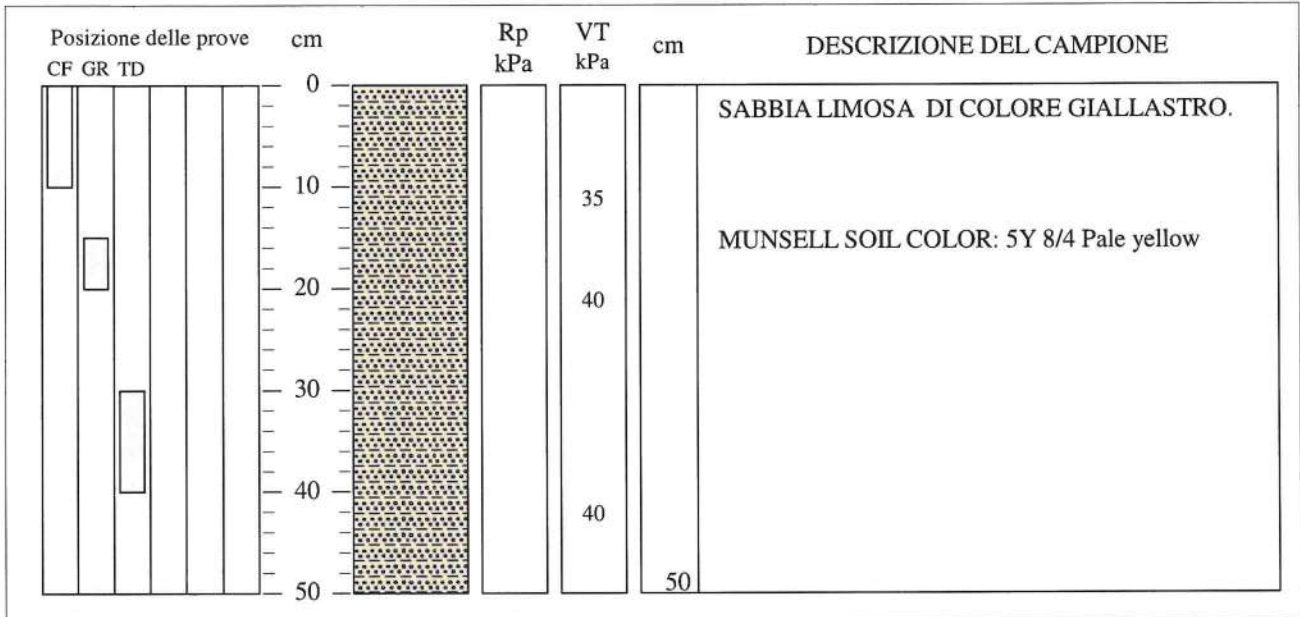 Posizione delle prove cm Rp VT cm DESCRIZIONE DEL CAMPIONE
CF GR TD kPa kPa
0
SABBIA LIMOSA DI COLORE GIALLASTRO.
10
35
MUNSELL SOIL COLOR: 5Y 8/4 Pale yellow
20
40
30
40
40
50
50